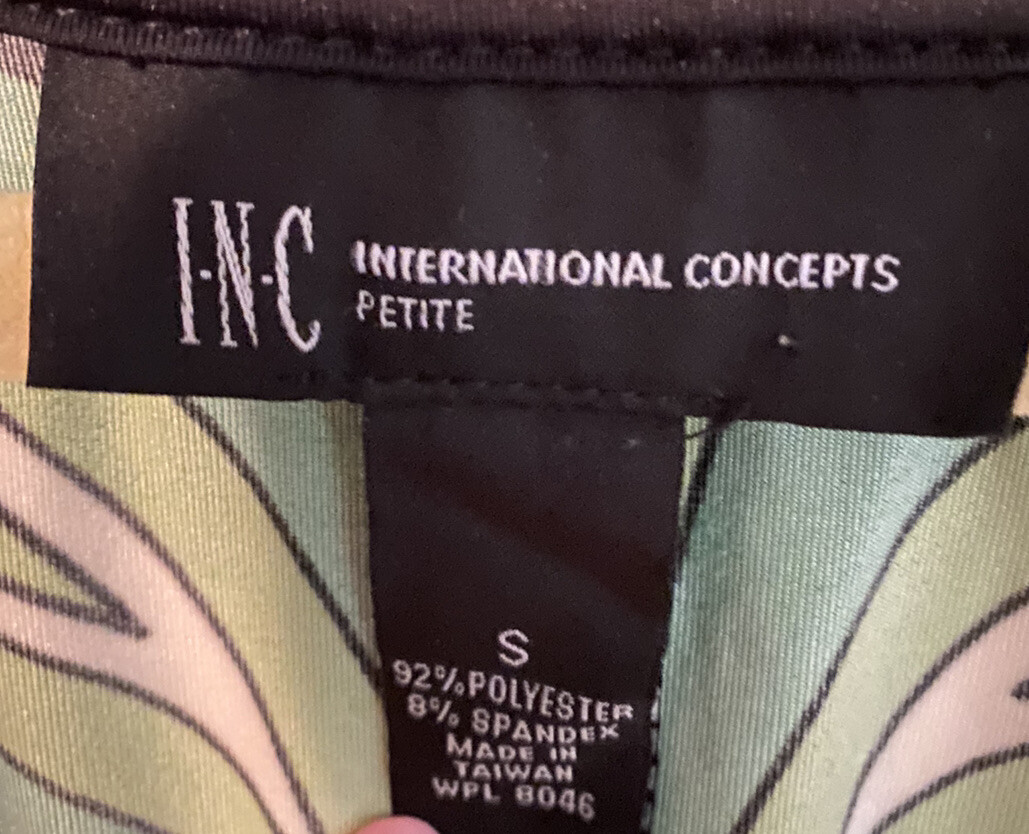 I·N·C INTERNATIONAL CONCEPTS
PETITE
S
92% POLYESTER
8% SPANDEX
MADE IN
TAIWAN
WPL 8046